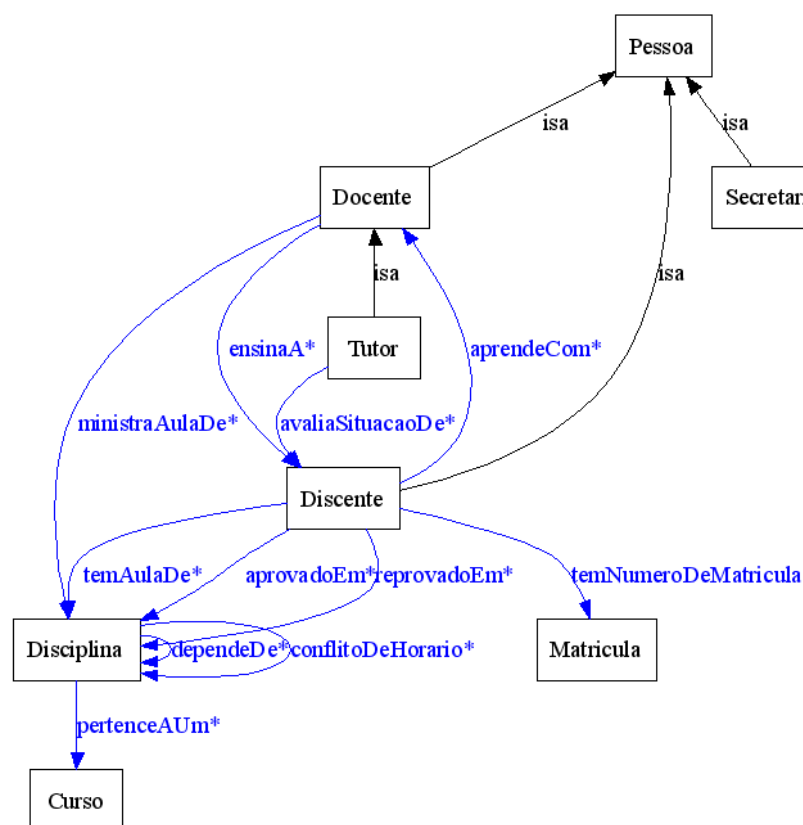 Pessoa
isa
isa
Docente
Secretari
isa
isa
ensinaA*
Tutor
aprendeCom*
ministraAulaDe*
avaliaSituacaoDe*
Discente
temAulaDe*
aprovadoEm*
reprovadoEm*
temNumeroDeMatricula
Disciplina
dependeDe*
conflitoDeHorario*
Matricula
pertenceAUm*
Curso